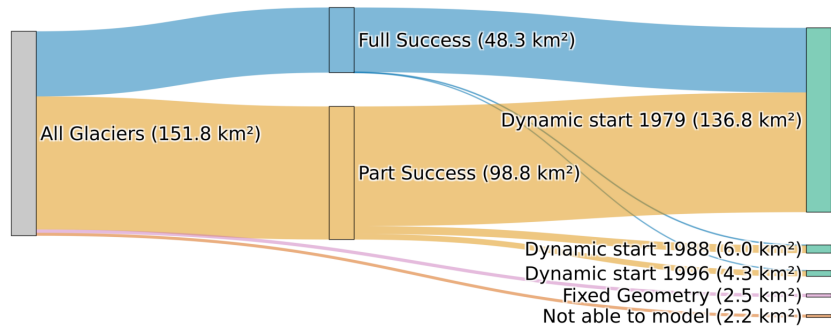 Full Success (48.3 km²)
Dynamic start 1979 (136.8 km²)
All Glaciers (151.8 km²)
Part Success (98.8 km²)
Dynamic start 1988 (6.0 km²)
Dynamic start 1996 (4.3 km²)
Fixed Geometry (2.5 km²)
Not able to model (2.2 km²)